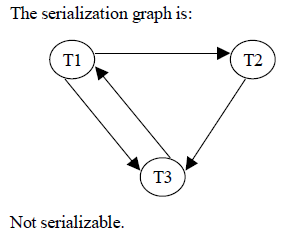 The serialization graph is:
T1
T2
T3
Not serializable.